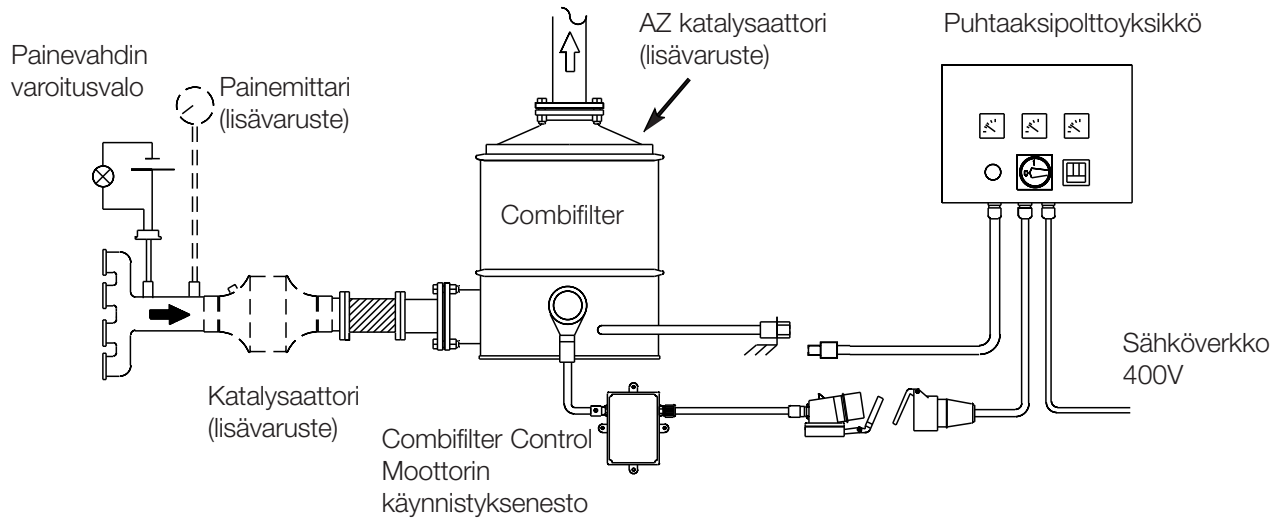 AZ katalysaattori
(lisävaruste)
Puhtaaksipolttoyksikkö
Painevahdin
varoitusvalo
Painemittari
(lisävaruste)
Combifilter
Sähköverkko
400V
Katalysaattori
(lisävaruste)
Combifilter Control
Moottorin
käynnistyksenesto